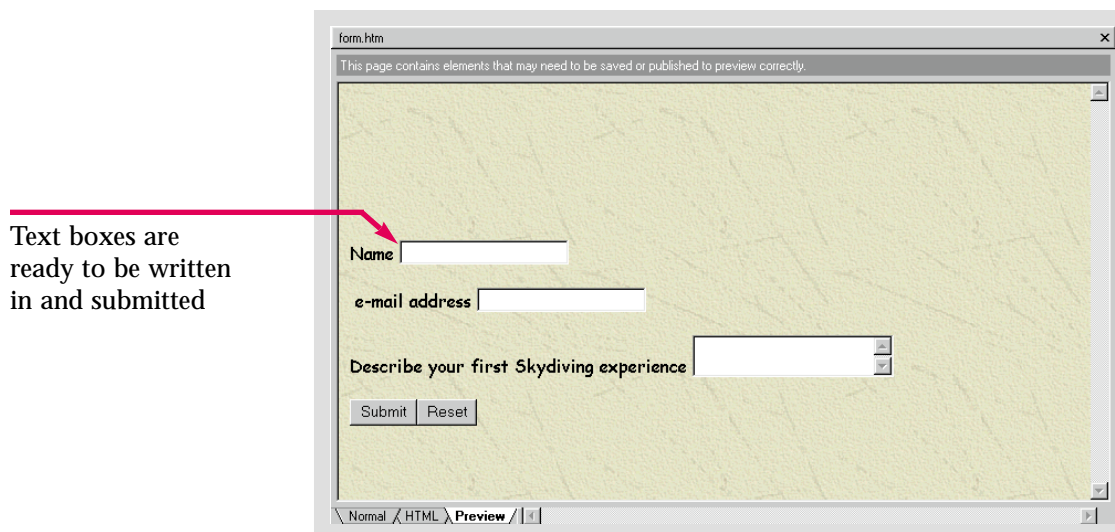 form.htm
This page contains elements that may need to be saved or published to preview correctly.
Text boxes are
ready to be written
in and submitted
Name
e-mail address
Describe your first Skydiving experience
Submit Reset
Normal HTML Preview